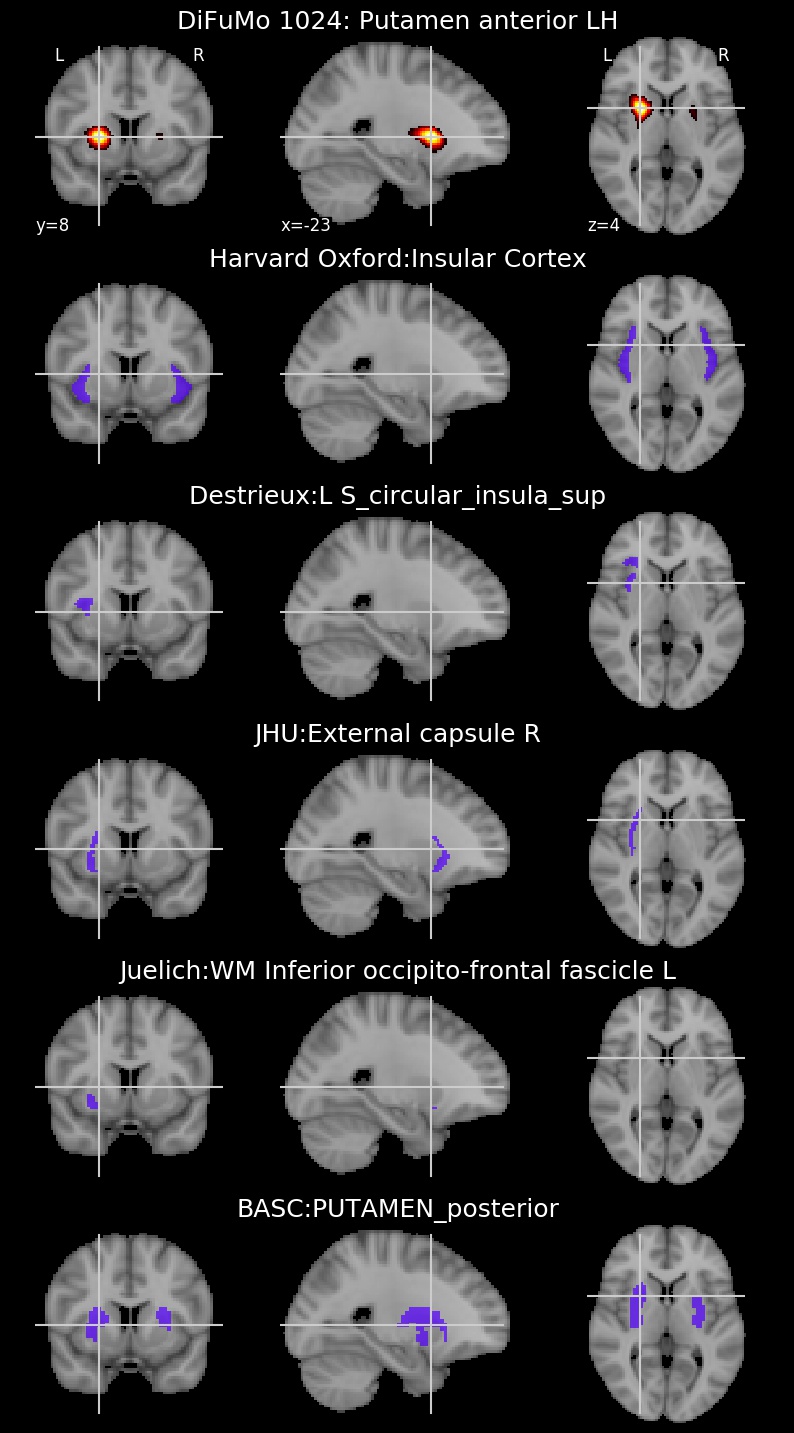 DiFuMo 1024: Putamen anterior LH
L R L R
y=8 x=-23 z=4
Harvard Oxford:Insular Cortex
Destrieux:L S_circular_insula_sup
JHU:External capsule R
Juelich:WM Inferior occipito-frontal fascicle L
BASC:PUTAMEN_posterior